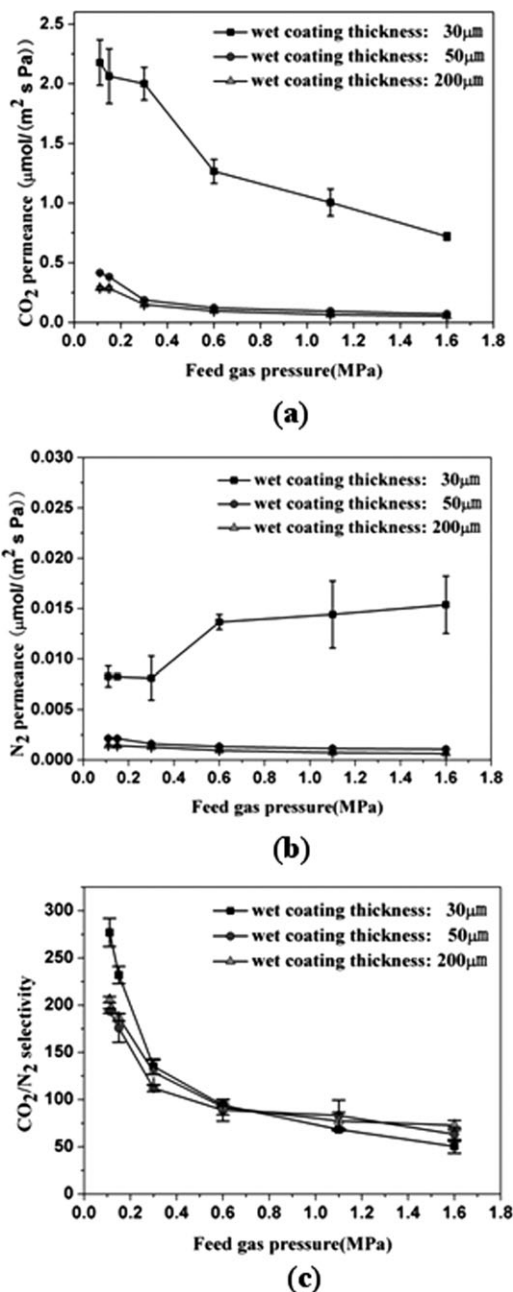 2.5
2.0
1.5
1.0
0.5
0.0
CO2 permeance (μmol/(m2 s Pa))
wet coating thickness: 30μm
wet coating thickness: 50μm
wet coating thickness: 200μm
0.0 0.2 0.4 0.6 0.8 1.0 1.2 1.4 1.6 1.8
Feed gas pressure(MPa)
(a)
0.030
0.025
0.020
0.015
0.010
0.005
0.000
N2 permeance (μmol/(m2 s Pa))
wet coating thickness: 30μm
wet coating thickness: 50μm
wet coating thickness: 200μm
0.0 0.2 0.4 0.6 0.8 1.0 1.2 1.4 1.6 1.8
Feed gas pressure(MPa)
(b)
300
250
200
150
100
50
0
CO2/N2 selectivity
wet coating thickness: 30μm
wet coating thickness: 50μm
wet coating thickness: 200μm
0.0 0.2 0.4 0.6 0.8 1.0 1.2 1.4 1.6 1.8
Feed gas pressure(MPa)
(c)